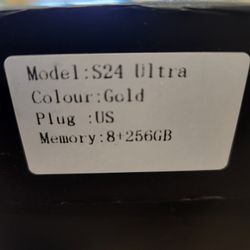 Model:S24 Ultra
Colour:Gold
Plug :US
Memory:8+256GB